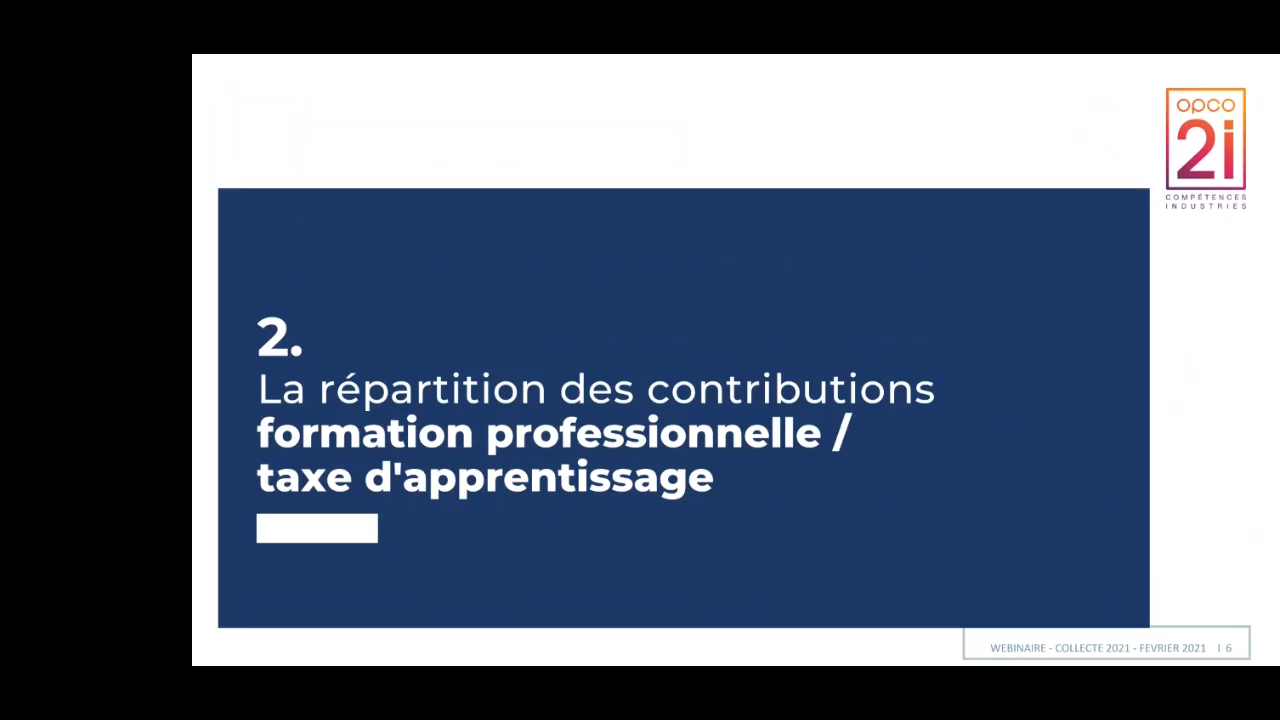 opco
2i
COMPÉTENCES
INDUSTRIES
2.
La répartition des contributions
formation professionnelle /
taxe d'apprentissage
WEBINAIRE - COLLECTE 2021 - FEVRIER 2021 I 6